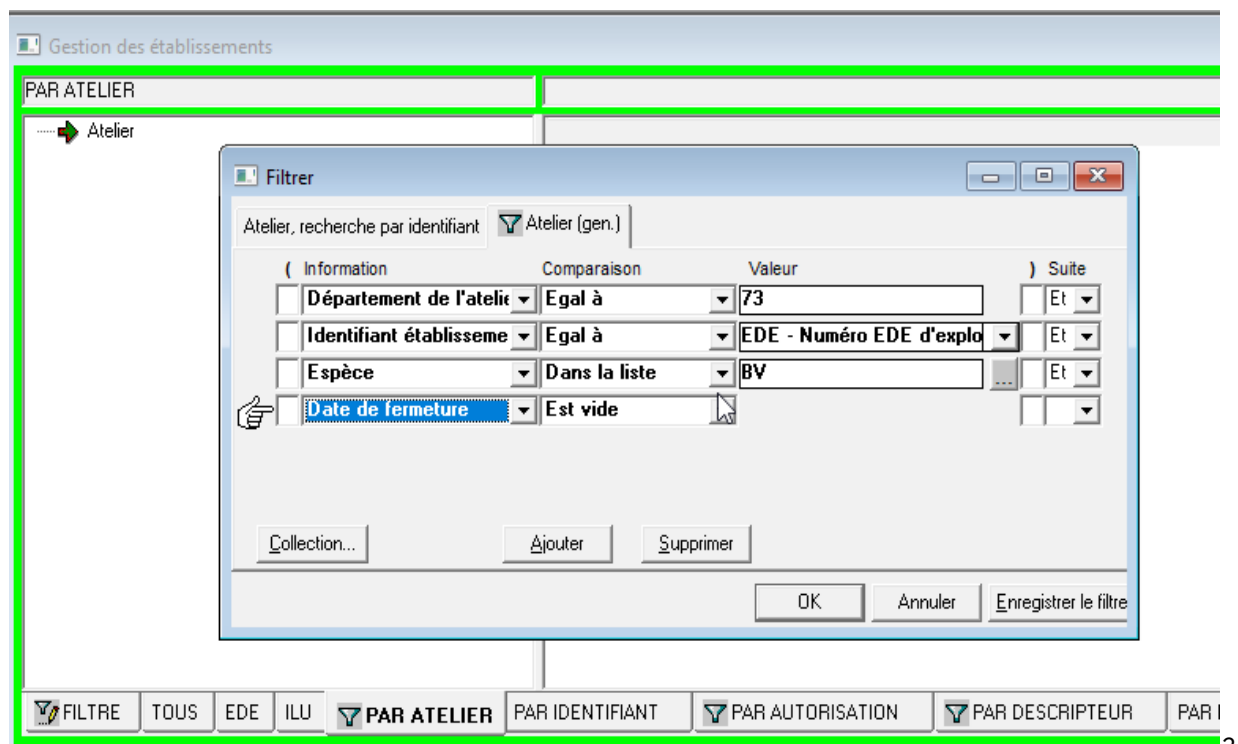 Gestion des établissements
PAR ATELIER
Atelier
Filtrer
Atelier, recherche par identifiant Atelier (gen.)
( Information Comparaison Valeur ) Suite
Département de l'atelie Egal à 73 Et
Identifiant établisseme Egal à EDE - Numéro EDE d'explo Et
Espèce Dans la liste BV ... Et
Date de fermeture Est vide
Collection... Ajouter Supprimer
OK Annuler Enregistrer le filtre
FILTRE TOUS EDE ILU PAR ATELIER PAR IDENTIFIANT PAR AUTORISATION PAR DESCRIPTEUR PAR